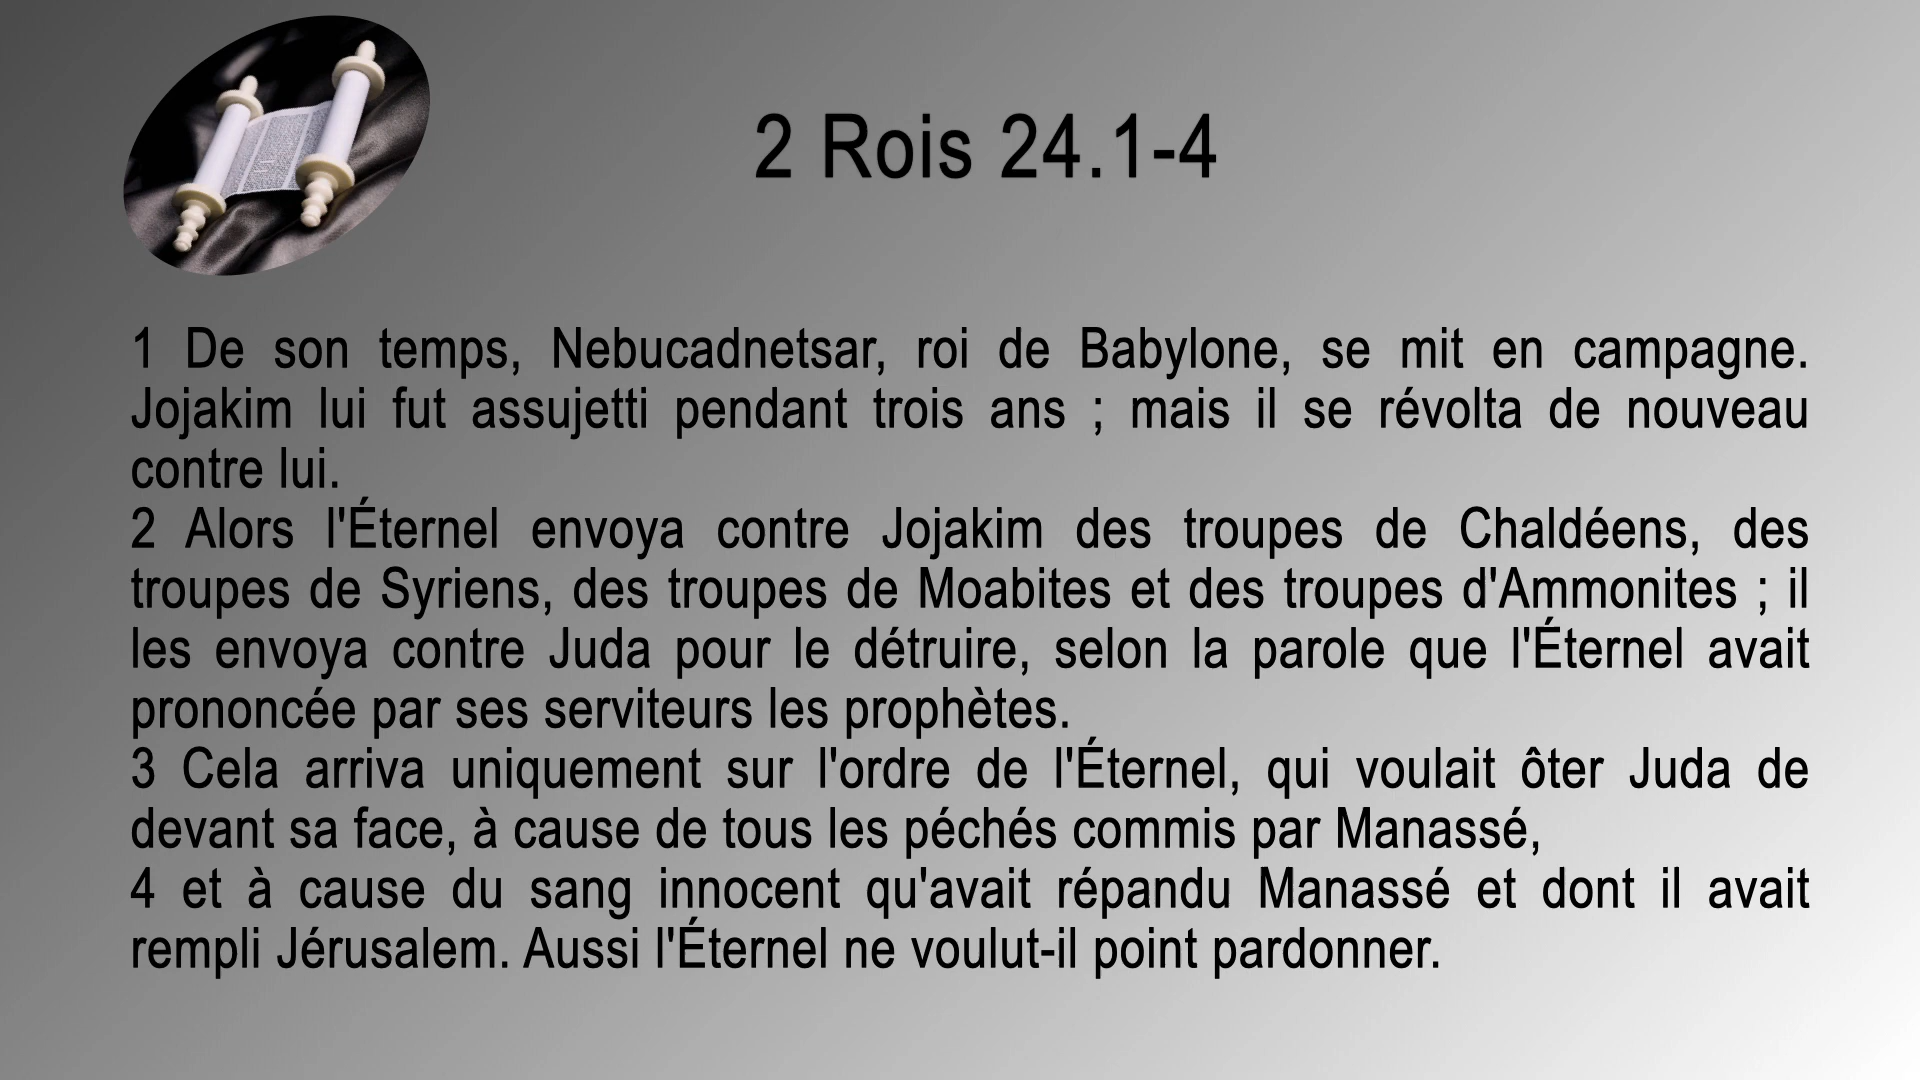 2 Rois 24.1-4
1 De son temps, Nebucadnetsar, roi de Babylone, se mit en campagne.
Jojakim lui fut assujetti pendant trois ans ; mais il se révolta de nouveau
contre lui.
2 Alors l'Éternel envoya contre Jojakim des troupes de Chaldéens, des
troupes de Syriens, des troupes de Moabites et des troupes d'Ammonites ; il
les envoya contre Juda pour le détruire, selon la parole que l'Éternel avait
prononcée par ses serviteurs les prophètes.
3 Cela arriva uniquement sur l'ordre de l'Éternel, qui voulait ôter Juda de
devant sa face, à cause de tous les péchés commis par Manassé,
4 et à cause du sang innocent qu'avait répandu Manassé et dont il avait
rempli Jérusalem. Aussi l'Éternel ne voulut-il point pardonner.